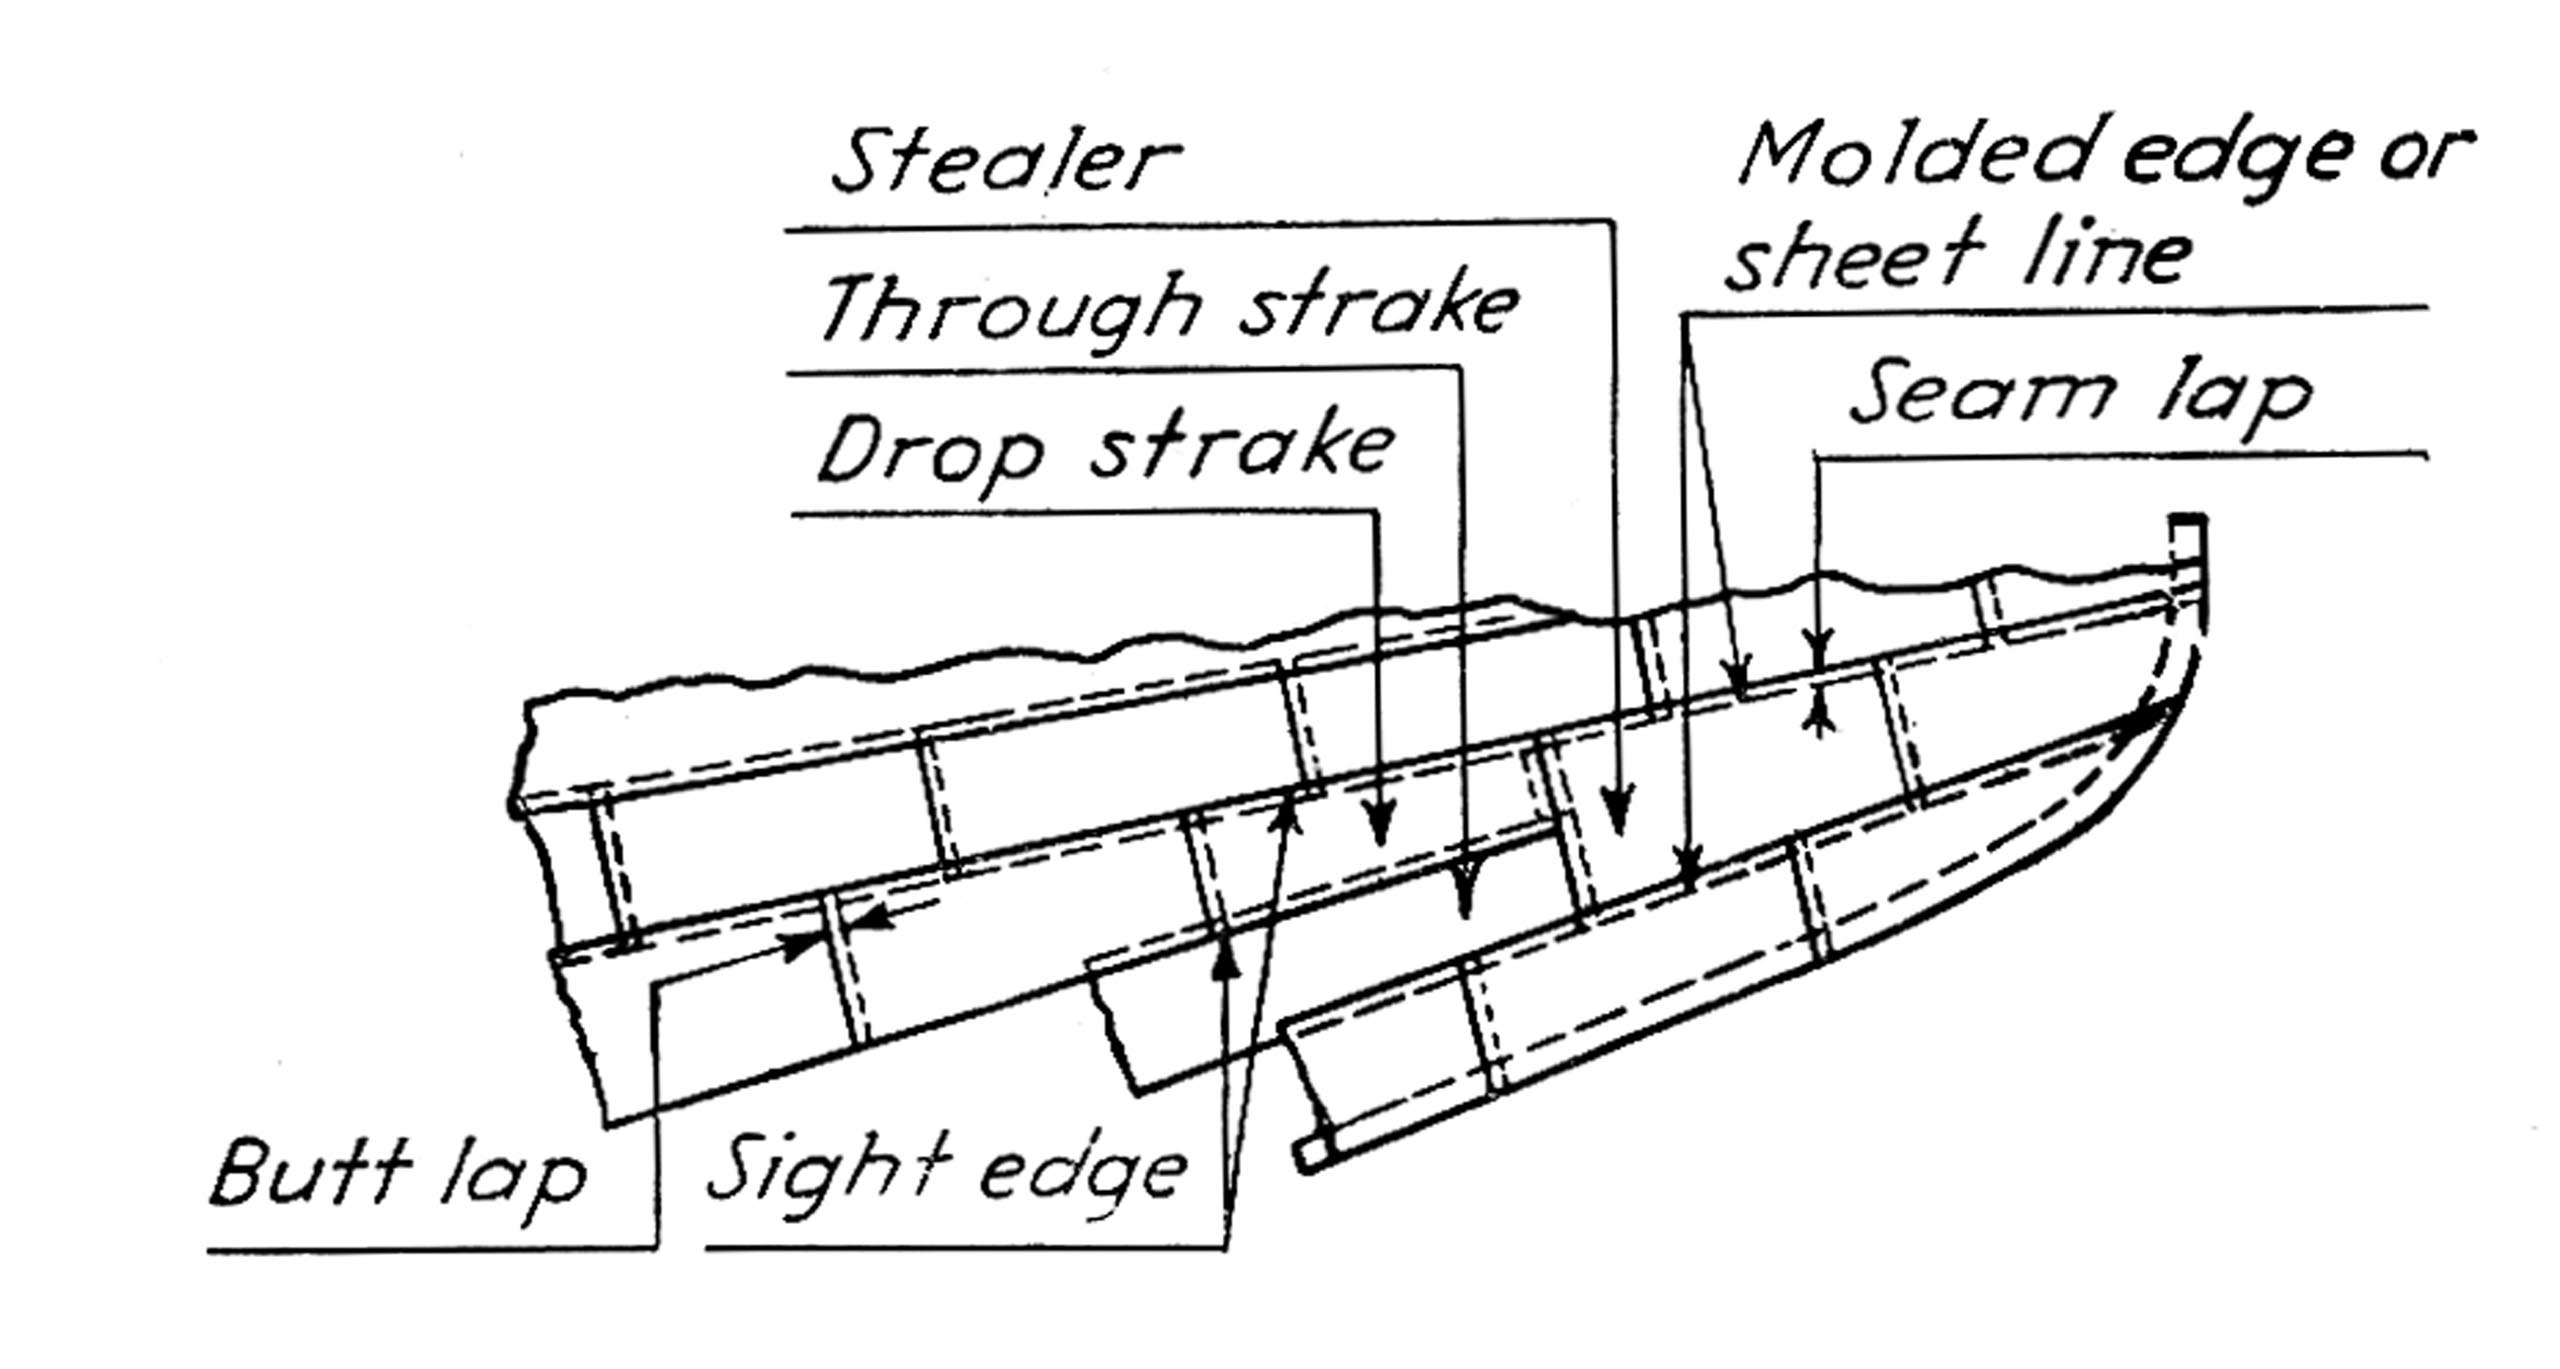 Stealer
Through strake
Drop strake
Molded edge or
sheet line
Seam lap
Butt lap
Sight edge